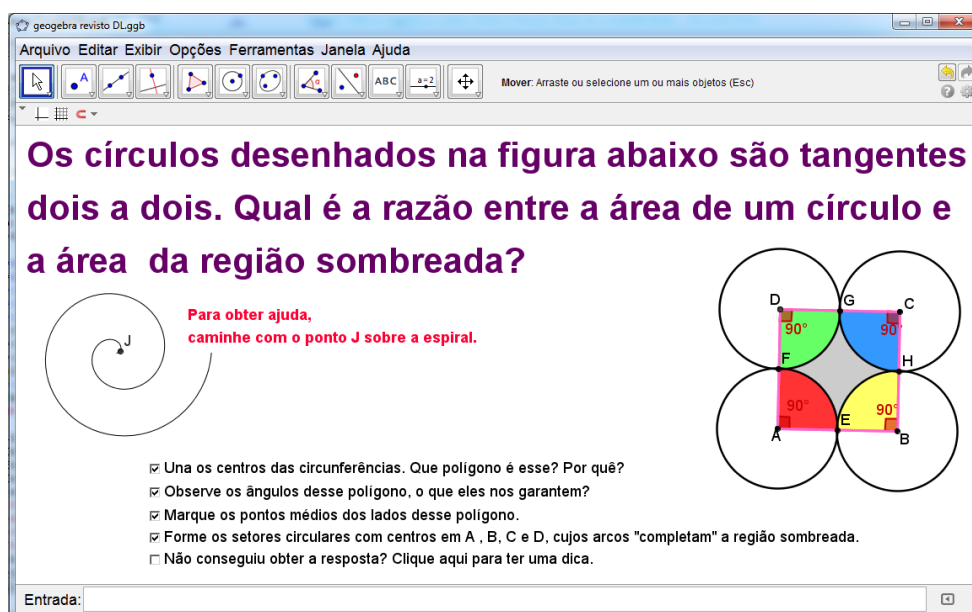 geogebra revisto DL.ggb
Arquivo Editar Exibir Opções Ferramentas Janela Ajuda
A
α
ABC
a=2
Mover: Arraste ou selecione um ou mais objetos (Esc)
Os círculos desenhados na figura abaixo são tangentes
dois a dois. Qual é a razão entre a área de um círculo e
a área da região sombreada?
J
Para obter ajuda,
caminhe com o ponto J sobre a espiral.
D G C
90° 90°
F H
90° 90°
A E B
Una os centros das circunferências. Que polígono é esse? Por quê?
Observe os ângulos desse polígono, o que eles nos garantem?
Marque os pontos médios dos lados desse polígono.
Forme os setores circulares com centros em A , B, C e D, cujos arcos "completam" a região sombreada.
Não conseguiu obter a resposta? Clique aqui para ter uma dica.
Entrada: